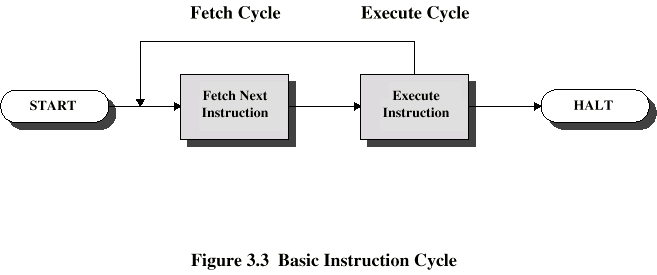 Fetch Cycle
Execute Cycle
START
Fetch Next
Instruction
Execute
Instruction
HALT
Figure 3.3 Basic Instruction Cycle